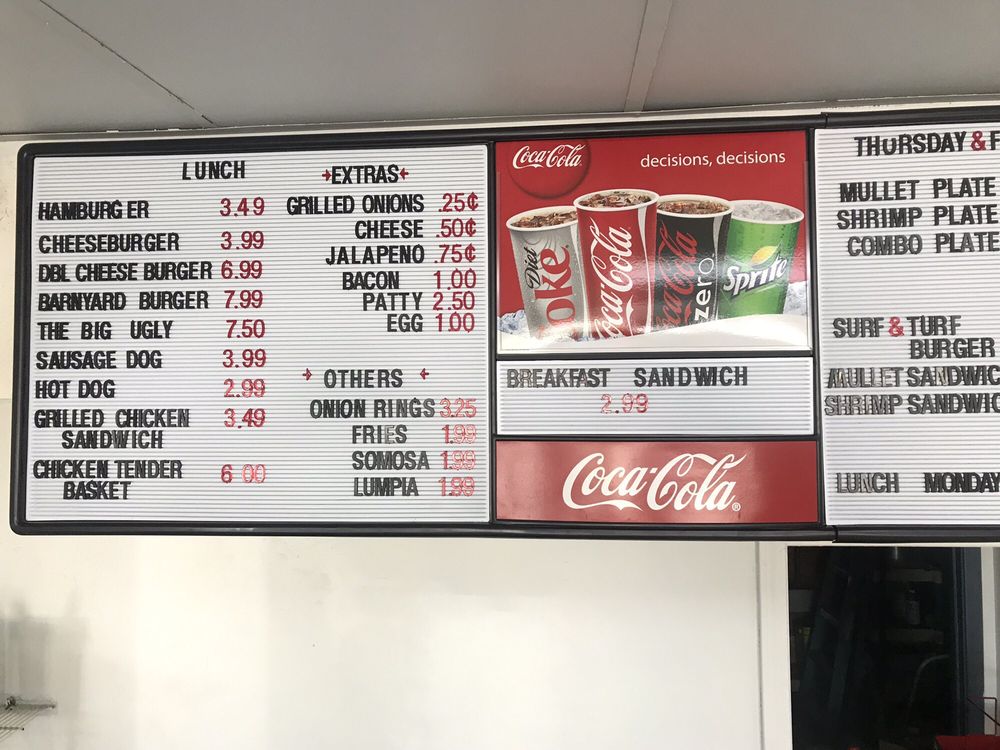 LUNCH
HAMBURGER 3.49
CHEESEBURGER 3.99
DBL CHEESE BURGER 6.99
BARNYARD BURGER 7.99
THE BIG UGLY 7.50
SAUSAGE DOG 3.99
HOT DOG 2.99
GRILLED CHICKEN 3.49
SANDWICH
CHICKEN TENDER 6 00
BASKET
EXTRAS
GRILLED ONIONS .25¢
CHEESE .50¢
JALAPENO .75¢
BACON 1.00
PATTY 2.50
EGG 1.00
OTHERS
ONION RINGS 3.25
FRIES 1.99
SOMOSA 1.99
LUMPIA 1.99
Coca-Cola
decisions, decisions
Diet
Coca-Cola
zero
Sprite
BREAKFAST SANDWICH
2.99
Coca-Cola®
THURSDAY & F
MULLET PLATE
SHRIMP PLATE
COMBO PLATE
SURF & TURF
BURGER
MULLET SANDWIC
SHRIMP SANDWIC
LUNCH MONDAY